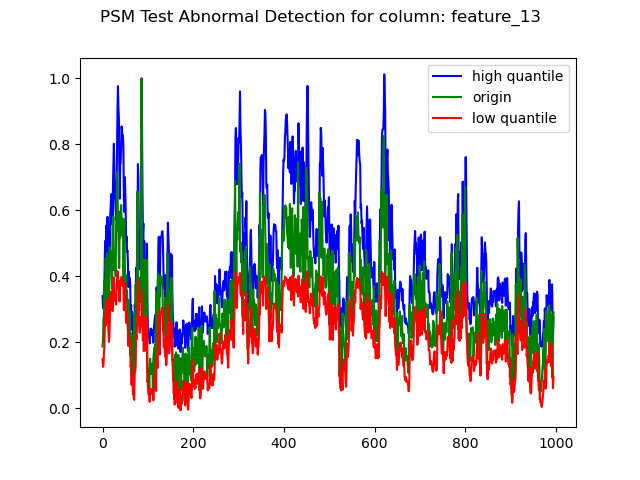 PSM Test Abnormal Detection for column: feature_13
high quantile
origin
low quantile
1.0
0.8
0.6
0.4
0.2
0.0
0 200 400 600 800 1000